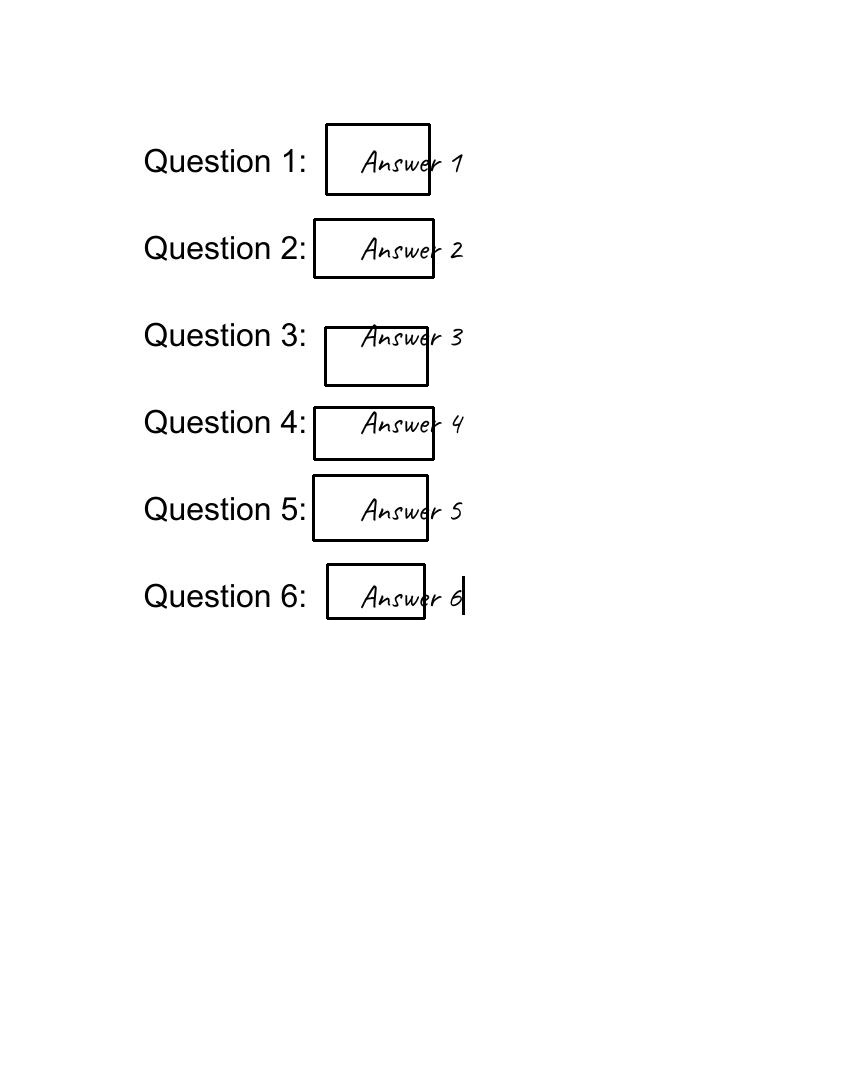 Question 1: Answer 1
Question 2: Answer 2
Question 3: Answer 3
Question 4: Answer 4
Question 5: Answer 5
Question 6: Answer 6